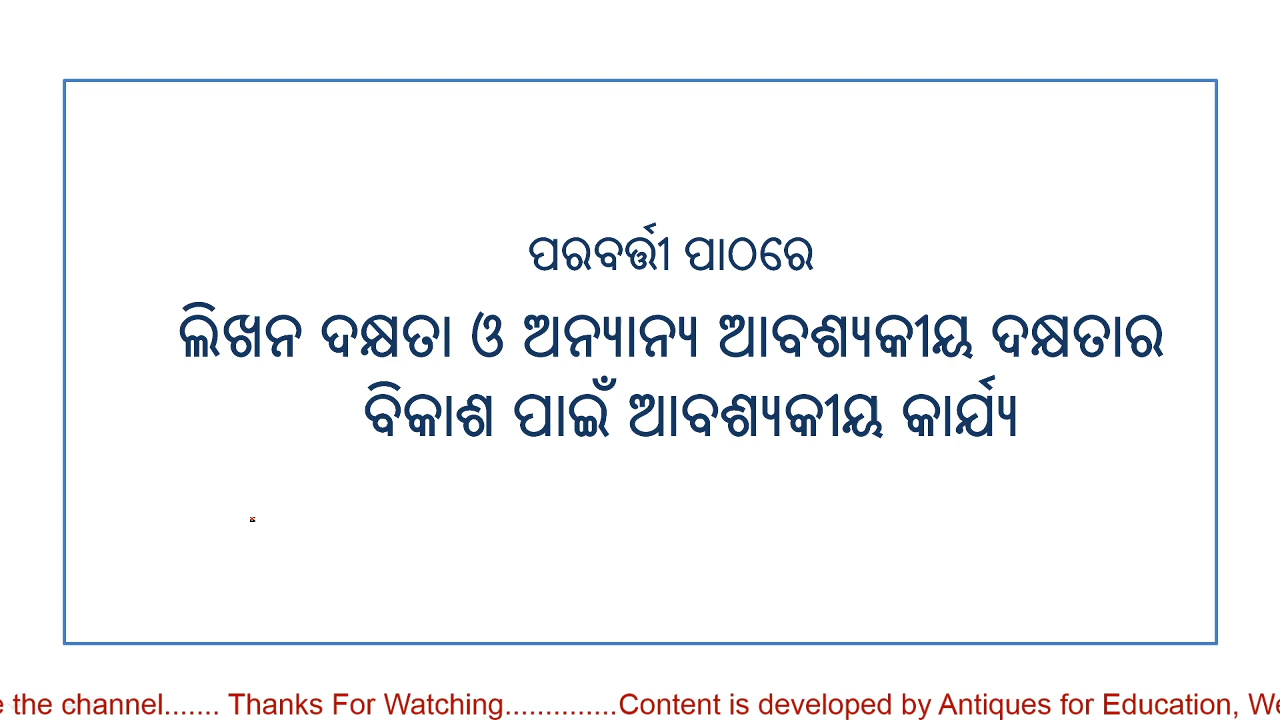 ପରବର୍ତ୍ତୀ ପାଠରେ
ଲିଖନ ଦକ୍ଷତା ଓ ଅନ୍ୟାନ୍ୟ ଆବଶ୍ୟକୀୟ ଦକ୍ଷତାର
ବିକାଶ ପାଇଁ ଆବଶ୍ୟକୀୟ କାର୍ଯ୍ୟ
the channel....... Thanks For Watching.............Content is developed by Antiques for Education,